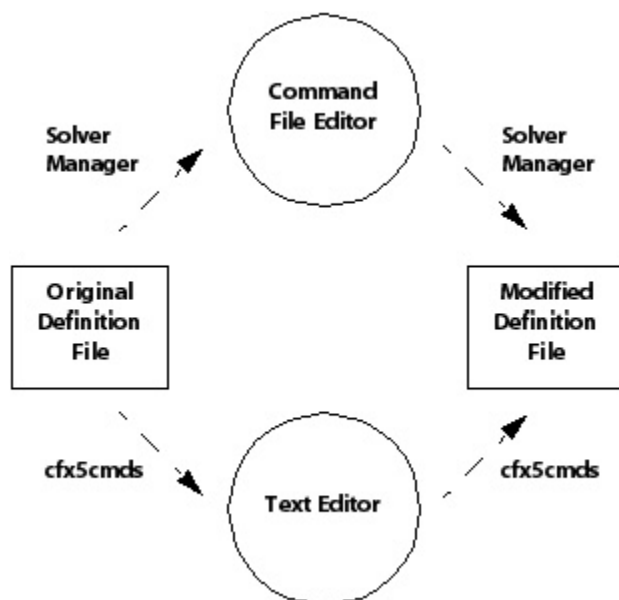 Command
File Editor
Solver
Manager
Solver
Manager
Original
Definition
File
Modified
Definition
File
cfx5cmds
Text Editor
cfx5cmds